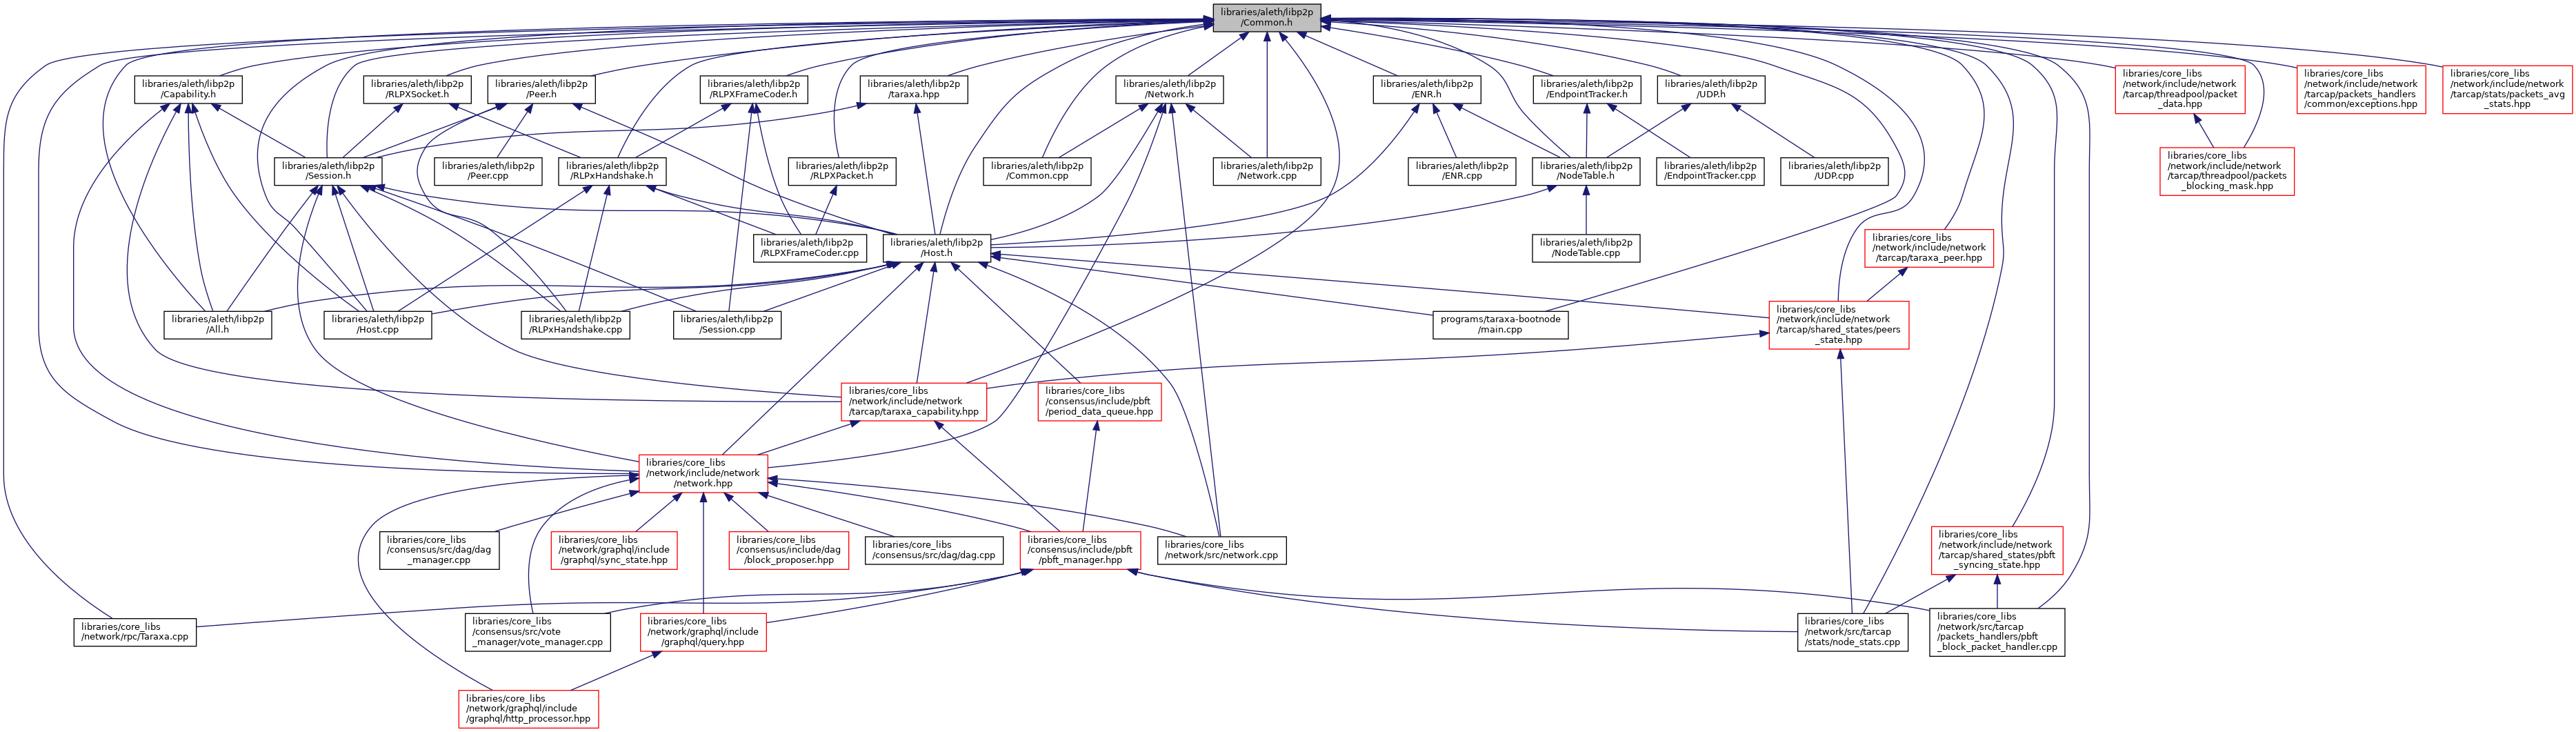 libraries/aleth/libp2p
/Common.h
libraries/aleth/libp2p
/Capability.h
libraries/aleth/libp2p
/RLPXSocket.h
libraries/aleth/libp2p
/Peer.h
libraries/aleth/libp2p
/RLPXFrameCoder.h
libraries/aleth/libp2p
/taraxa.hpp
libraries/aleth/libp2p
/Network.h
libraries/aleth/libp2p
/ENR.h
libraries/aleth/libp2p
/EndpointTracker.h
libraries/aleth/libp2p
/UDP.h
libraries/core_libs
/network/include/network
/tarcap/threadpool/packet
_data.hpp
libraries/core_libs
/network/include/network
/tarcap/packets_handlers
/common/exceptions.hpp
libraries/core_libs
/network/include/network
/tarcap/stats/packets_avg
_stats.hpp
libraries/aleth/libp2p
/Session.h
libraries/aleth/libp2p
/Peer.cpp
libraries/aleth/libp2p
/RLPxHandshake.h
libraries/aleth/libp2p
/RLPXPacket.h
libraries/aleth/libp2p
/Common.cpp
libraries/aleth/libp2p
/Network.cpp
libraries/aleth/libp2p
/ENR.cpp
libraries/aleth/libp2p
/NodeTable.h
libraries/aleth/libp2p
/EndpointTracker.cpp
libraries/aleth/libp2p
/UDP.cpp
libraries/core_libs
/network/include/network
/tarcap/threadpool/packets
_blocking_mask.hpp
libraries/aleth/libp2p
/RLPXFrameCoder.cpp
libraries/aleth/libp2p
/Host.h
libraries/aleth/libp2p
/NodeTable.cpp
libraries/core_libs
/network/include/network
/tarcap/taraxa_peer.hpp
libraries/aleth/libp2p
/All.h
libraries/aleth/libp2p
/Host.cpp
libraries/aleth/libp2p
/RLPxHandshake.cpp
libraries/aleth/libp2p
/Session.cpp
programs/taraxa-bootnode
/main.cpp
libraries/core_libs
/network/include/network
/tarcap/shared_states/peers
_state.hpp
libraries/core_libs
/network/include/network
/tarcap/taraxa_capability.hpp
libraries/core_libs
/consensus/include/pbft
/period_data_queue.hpp
libraries/core_libs
/network/include/network
/network.hpp
libraries/core_libs
/consensus/src/dag/dag
_manager.cpp
libraries/core_libs
/network/graphql/include
/graphql/sync_state.hpp
libraries/core_libs
/consensus/include/dag
/block_proposer.hpp
libraries/core_libs
/consensus/src/dag/dag.cpp
libraries/core_libs
/consensus/include/pbft
/pbft_manager.hpp
libraries/core_libs
/network/src/network.cpp
libraries/core_libs
/network/include/network
/tarcap/shared_states/pbft
_syncing_state.hpp
libraries/core_libs
/network/rpc/Taraxa.cpp
libraries/core_libs
/consensus/src/vote
_manager/vote_manager.cpp
libraries/core_libs
/network/graphql/include
/graphql/query.hpp
libraries/core_libs
/network/src/tarcap
/stats/node_stats.cpp
libraries/core_libs
/network/src/tarcap
/packets_handlers/pbft
_block_packet_handler.cpp
libraries/core_libs
/network/graphql/include
/graphql/http_processor.hpp